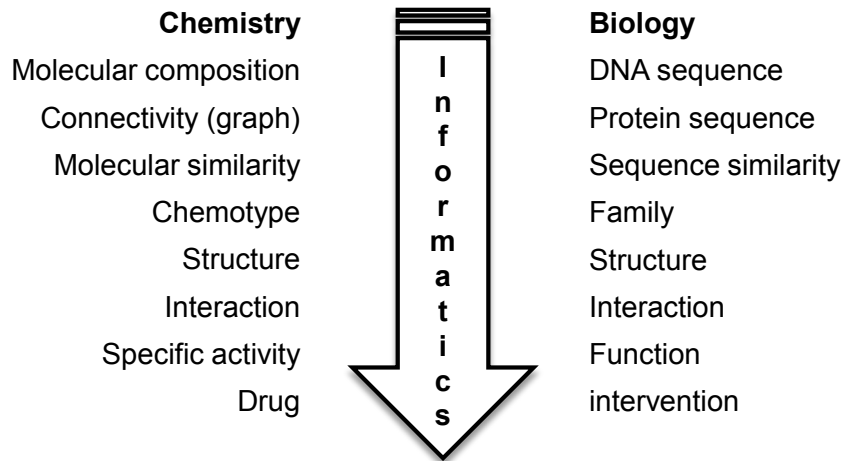 Chemistry
Molecular composition
Connectivity (graph)
Molecular similarity
Chemotype
Structure
Interaction
Specific activity
Drug
Informatics
Biology
DNA sequence
Protein sequence
Sequence similarity
Family
Structure
Interaction
Function
intervention